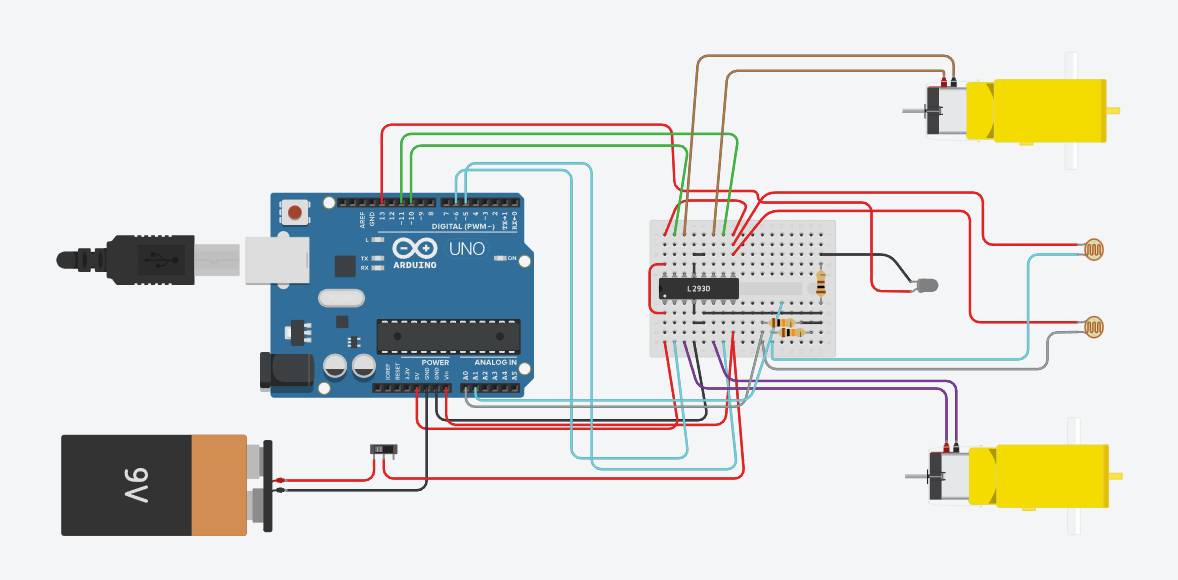 AREF
GND
13
12
~11
~10
~9
8
7
~6
~5
4
~3
2
TX→1
RX←0
DIGITAL (PWM~)
L
TX
RX
UNO
ARDUINO
ON
L293D
POWER
ANALOG IN
IOREF
RESET
3.3V
5V
GND
GND
Vin
A0
A1
A2
A3
A4
A5
9V